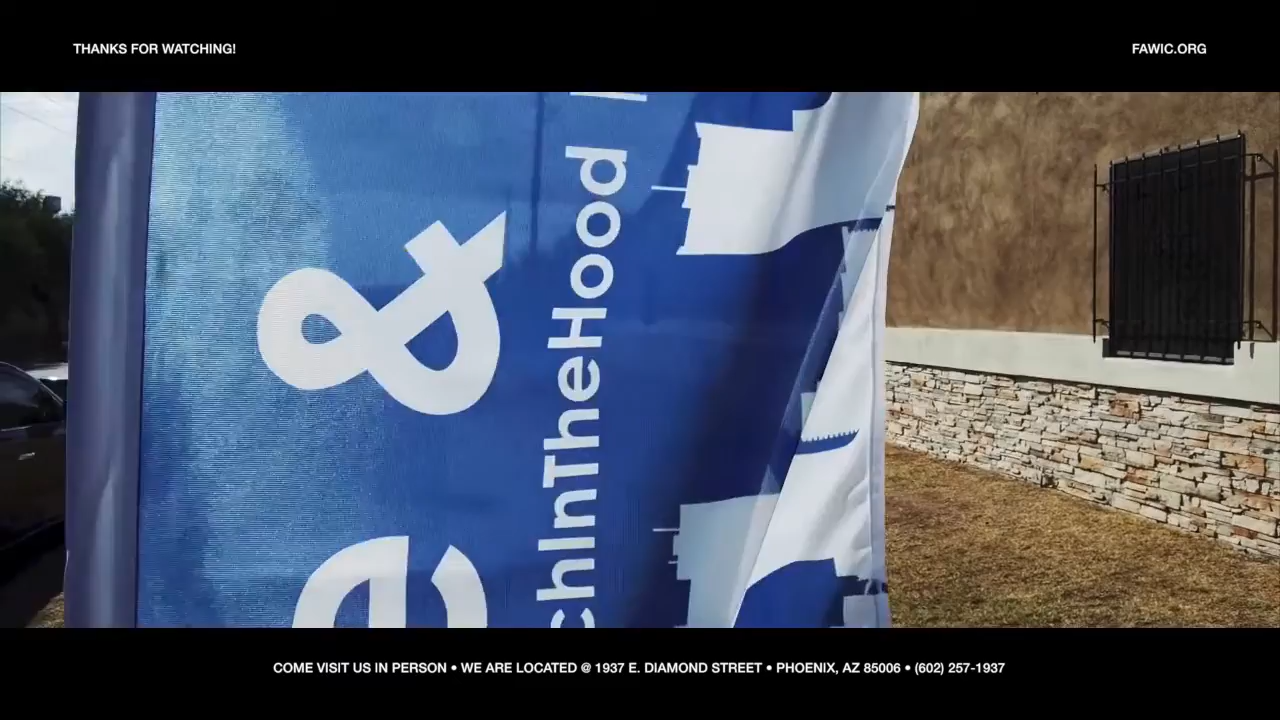 THANKS FOR WATCHING!
FAWIC.ORG
&
chInTheHood
COME VISIT US IN PERSON • WE ARE LOCATED @ 1937 E. DIAMOND STREET • PHOENIX, AZ 85006 • (602) 257-1937